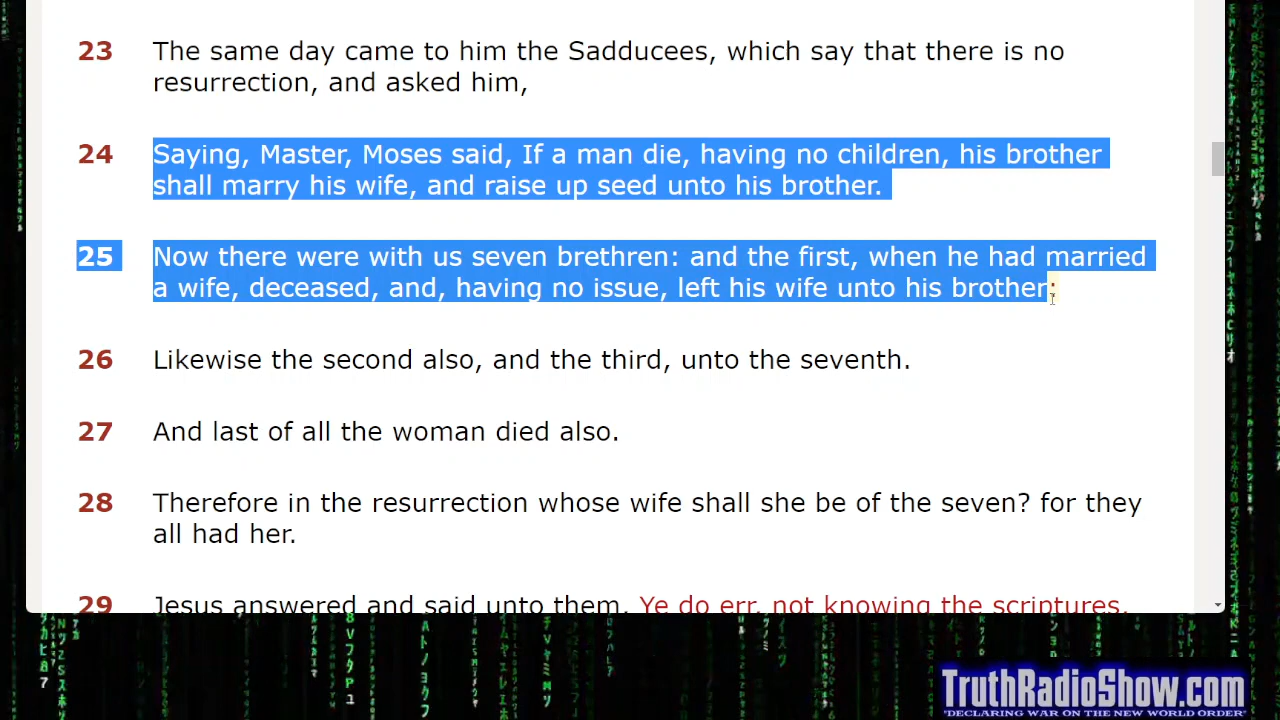 23 The same day came to him the Sadducees, which say that there is no
resurrection, and asked him,
24 Saying, Master, Moses said, If a man die, having no children, his brother
shall marry his wife, and raise up seed unto his brother.
25 Now there were with us seven brethren: and the first, when he had married
a wife, deceased, and, having no issue, left his wife unto his brother:
26 Likewise the second also, and the third, unto the seventh.
27 And last of all the woman died also.
28 Therefore in the resurrection whose wife shall she be of the seven? for they
all had her.
29 Jesus answered and said unto them, Ye do err, not knowing the scriptures,
TruthRadioShow.com
"DECLARING WAR ON THE NEW WORLD ORDER"